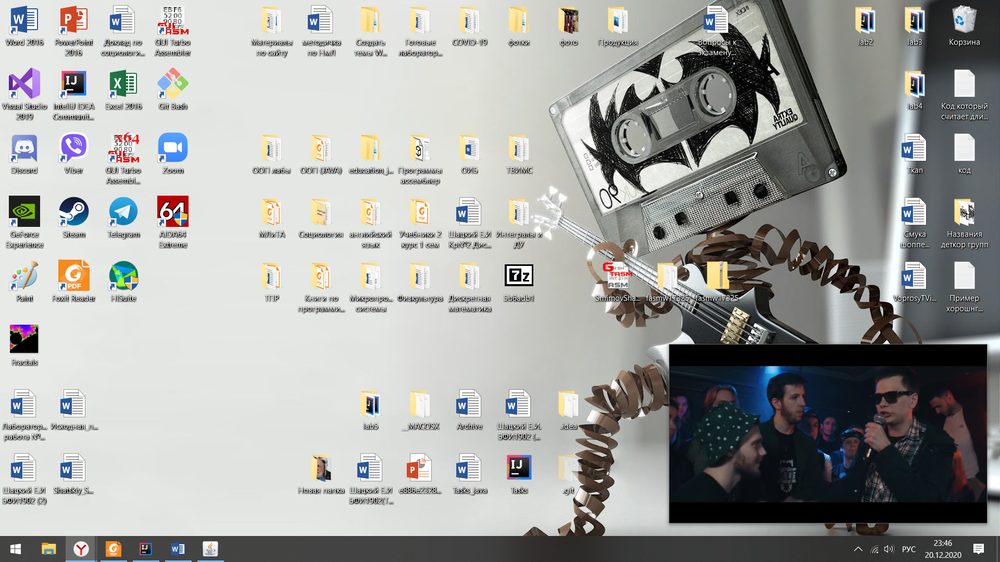 Word 2016
PowerPoint
2016
Доклад по
социологи...
GUI Turbo
Assembler
Материалы
по сайту
методичка
по НмЛ
Создать
темы W...
Готовые
лаборатор...
COVID-19
фотки
фото
Продукция
Вопросы к
экзамену...
lab2
lab3
Корзина
Visual Studio
2019
IntelliJ IDEA
Communit...
Excel 2016
Git Bash
lab4
Код который
считает дли...
Discord
Viber
GUI Turbo
Assembl...
Zoom
ООП лабы
ООП (JAVA)
education_j...
Программы
ассемблер
ОИБ
ТВИМС
Tkan
код
GeForce
Experience
Steam
Telegram
AIDA64
Extreme
МЛиТА
Социология
английский
язык
Учебники 2
курс 1 сем
Шацкий Е.И
Кр№2 Дис...
Интегралы и
ДУ
Смука
шоппе...
Названия
деткор групп
Paint
Foxit Reader
HiSuite
ТПР
Книги по
программи...
Микропро...
системы
Физкультура
Дискретная
математика
5b6adb1
SmirnovSha...
fasmw17325
fasmw17325
VoprosyTVi...
Пример
хорошнг...
Fractals
Лаборатор...
работа №...
Исходная_п...
lab5
__MACOSX
Archive
Шацкий Е.И.
БФИ1902 (...
.idea
Шацкий Е.И
БФИ1902 (2)
Shatskiy_S...
Новая папка
Шацкий Е.И
БФИ1902(Т...
e886e2328...
Tasks_java
Tasks
.git
EXTRA
QUALITY
INDEX
A
РУС
23:46
20.12.2020